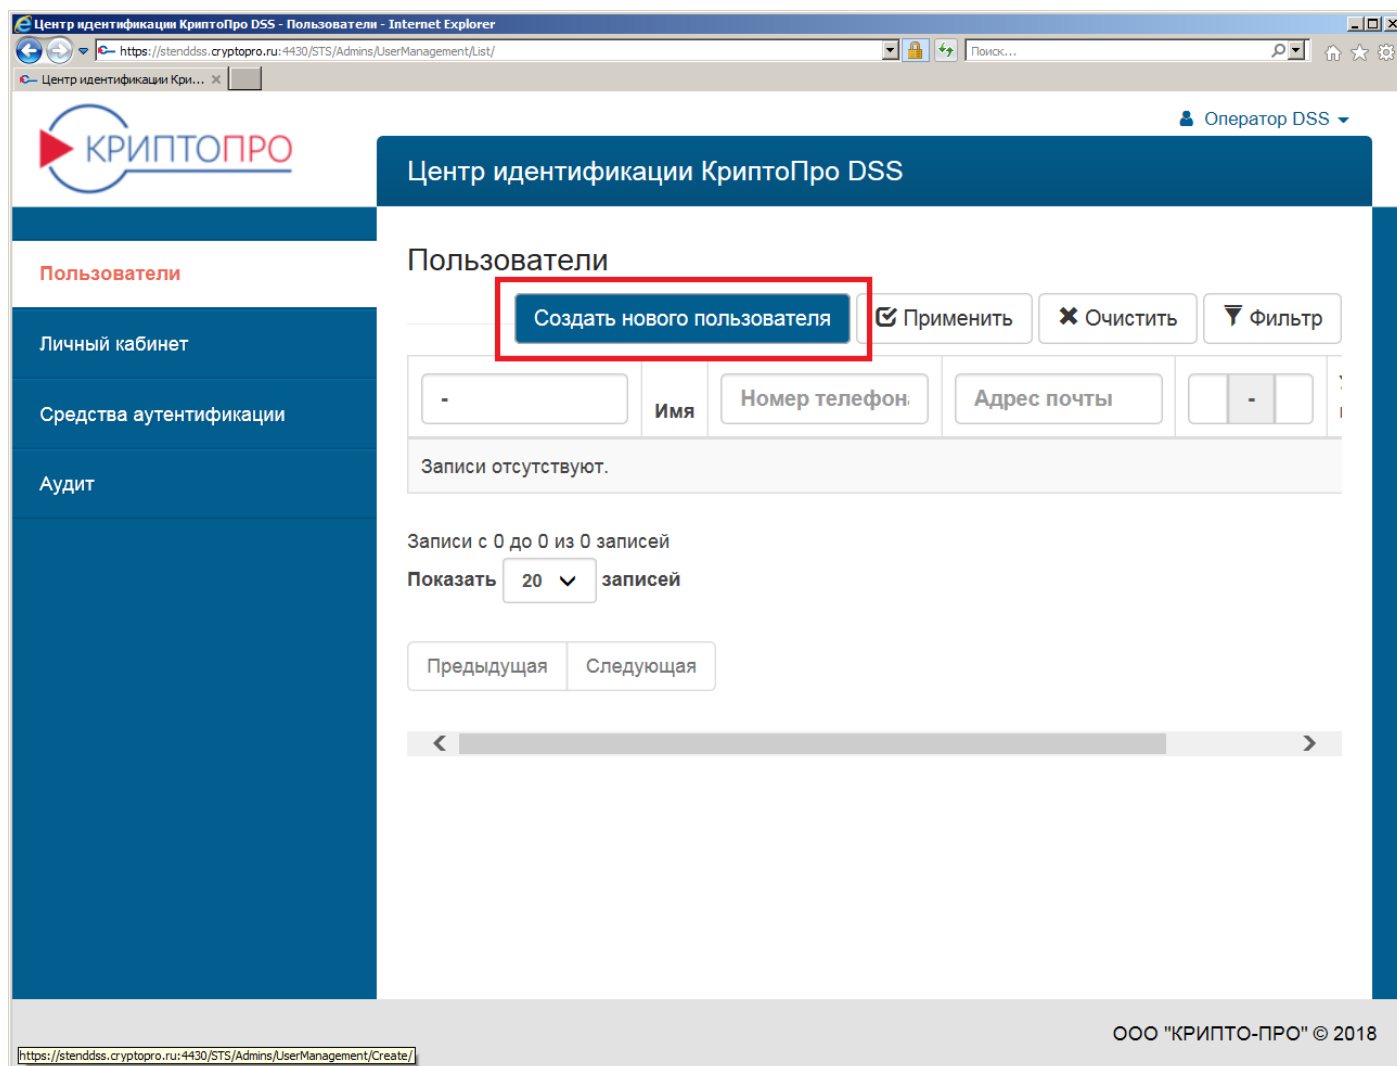 Центр идентификации КриптоПро DSS - Пользователи - Internet Explorer
https://stenddss.cryptopro.ru:4430/STS/Admins/UserManagement/List/
Поиск...
Центр идентификации Кри...
КРИПТОПРО
Оператор DSS
Центр идентификации КриптоПро DSS
Пользователи
Личный кабинет
Средства аутентификации
Аудит
Пользователи
Создать нового пользователя
Применить
Очистить
Фильтр
-
Имя
Номер телефон
Адрес почты
-
Записи отсутствуют.
Записи с 0 до 0 из 0 записей
Показать 20 записей
Предыдущая
Следующая
ООО "КРИПТО-ПРО" © 2018
https://stenddss.cryptopro.ru:4430/STS/Admins/UserManagement/Create/